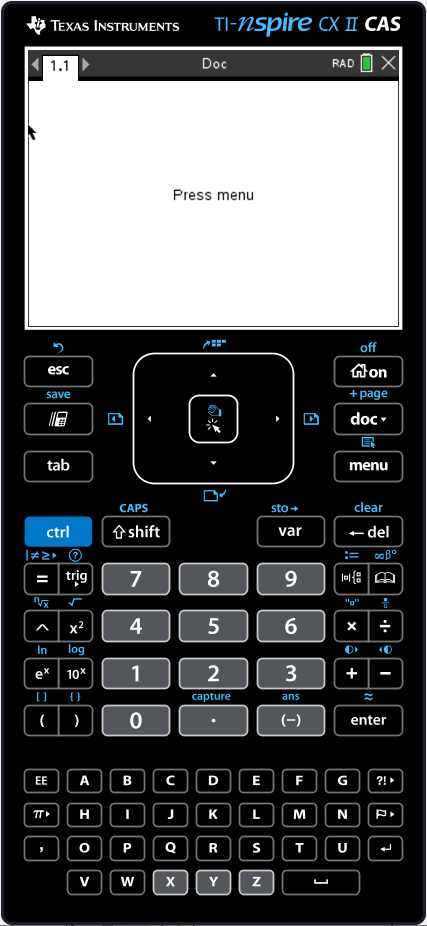 TEXAS INSTRUMENTS TI-nspire CX II CAS
1.1 Doc RAD
Press menu
off
esc on
save + page
doc
tab menu
CAPS sto→ clear
ctrl shift var ←del
|≠≥▸ ? := ∞β°
= trig 7 8 9
ⁿ√x √
^ x² 4 5 6 × ÷
ln log
eˣ 10ˣ 1 2 3 + −
[ ] { } capture ans ≈
( ) 0 . (−) enter
EE A B C D E F G ?!▸
π▸ H I J K L M N
, O P Q R S T U
V W X Y Z